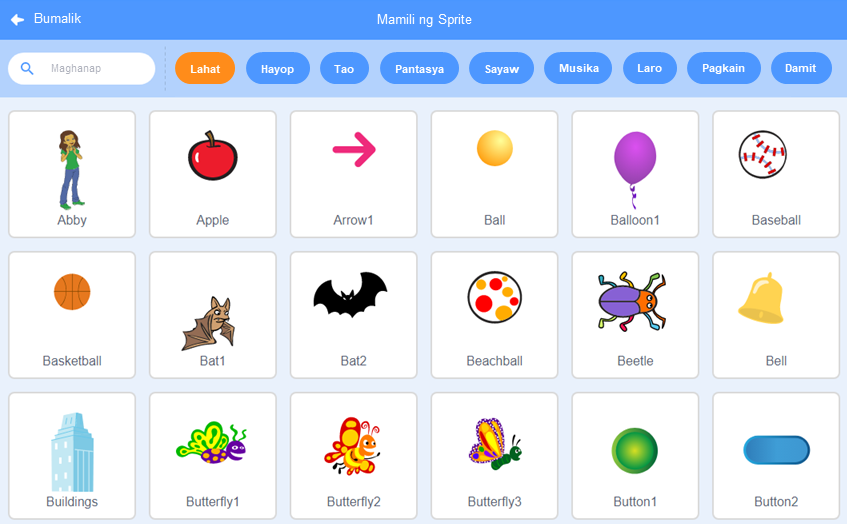 Bumalik
Mamili ng Sprite
Maghanap
Lahat
Hayop
Tao
Pantasya
Sayaw
Musika
Laro
Pagkain
Damit
Abby
Apple
Arrow1
Ball
Balloon1
Baseball
Basketball
Bat1
Bat2
Beachball
Beetle
Bell
Buildings
Butterfly1
Butterfly2
Butterfly3
Button1
Button2